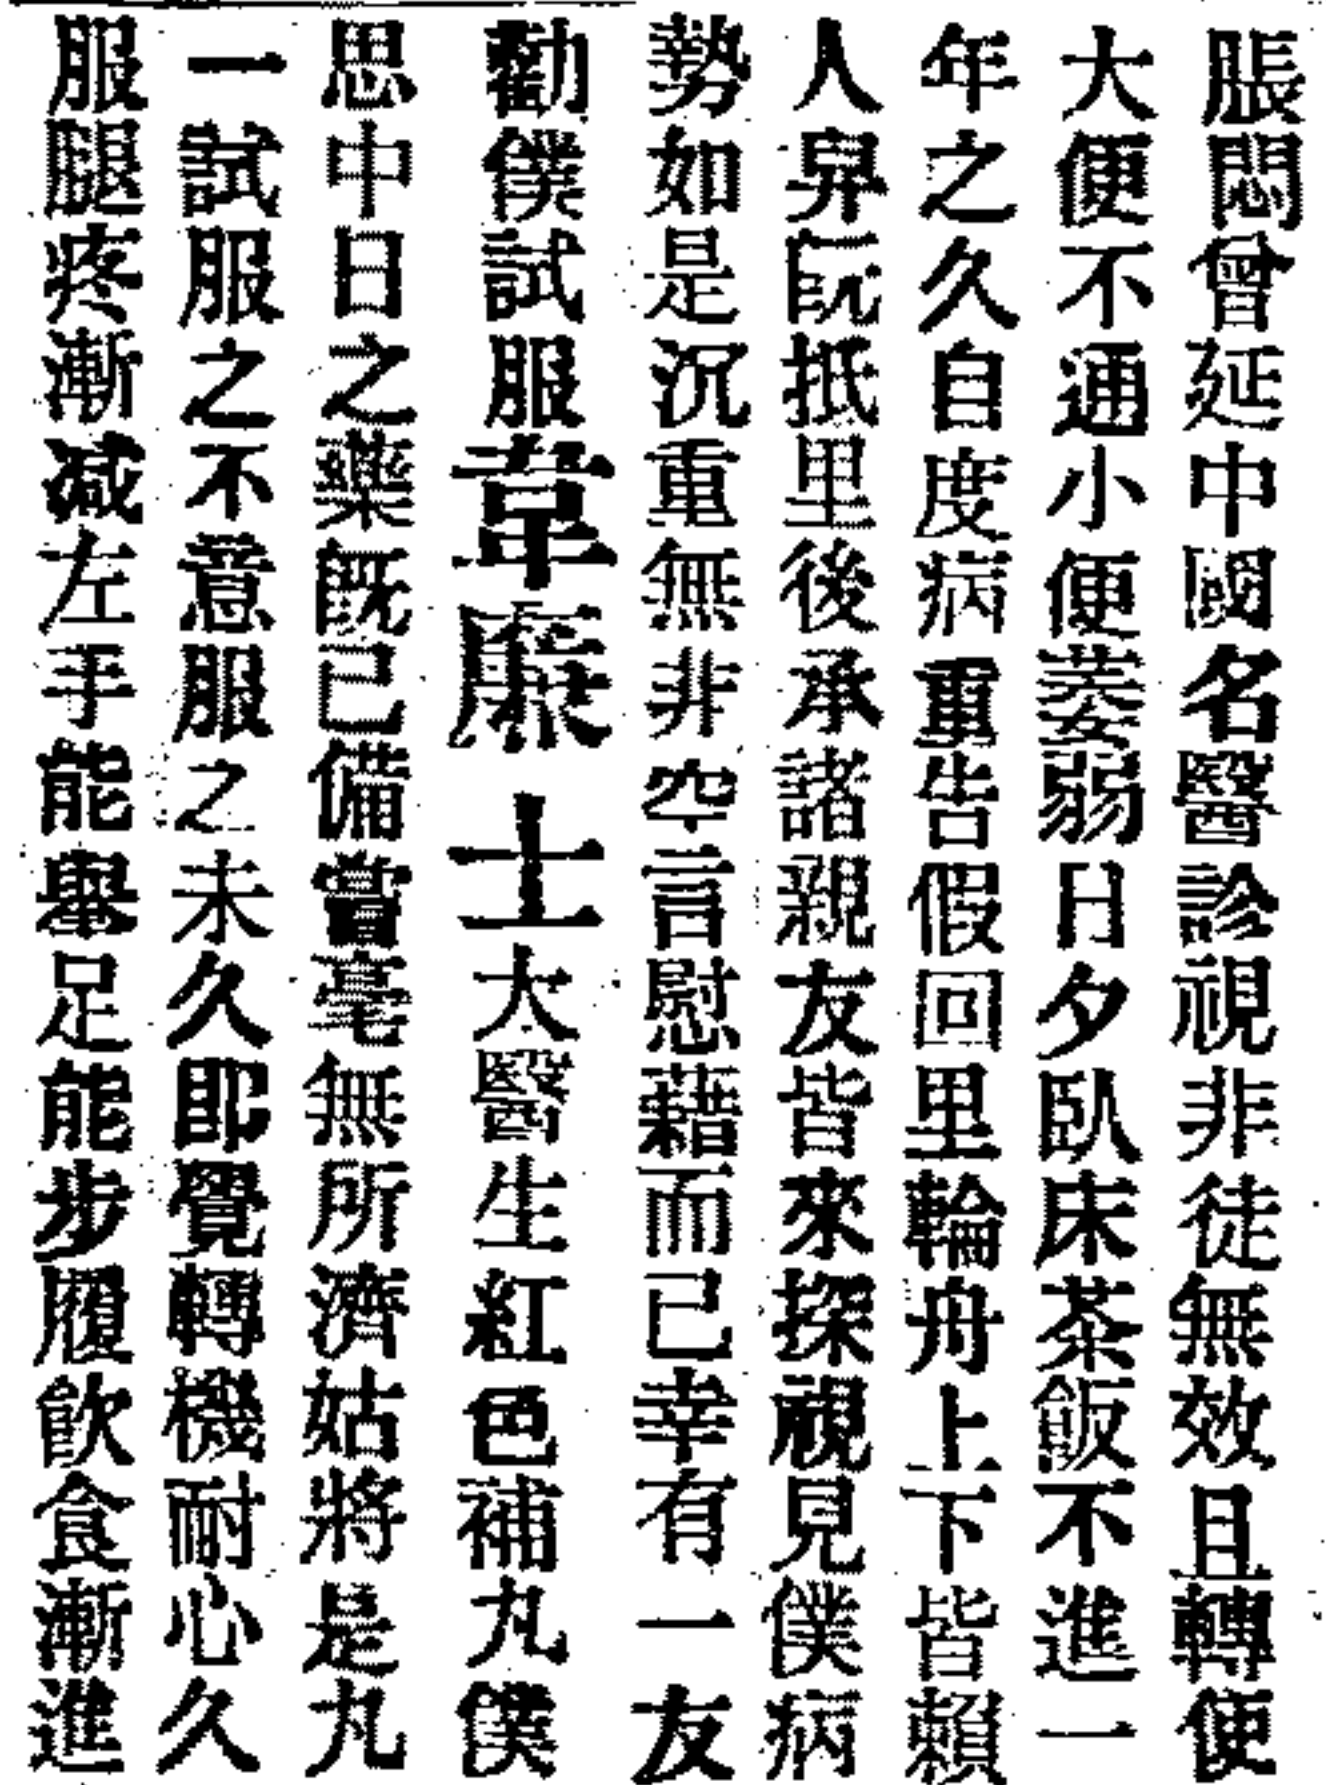 脹悶曾延中國名醫診視非徒無效且轉使
大便不通小便萎弱日夕臥床茶飯不進一
年之久自度病重告假回里輪舟上下皆賴
人舁既抵里後承諸親友皆來探視見僕病
勢如是沉重無非空言慰藉而已幸有一友
勸僕試服韋廉士大醫生紅色補丸僕
思中日之藥既已備嘗毫無所濟姑將是丸
一試服之不意服之未久即覺轉機耐心久
服腿疼漸减左手能舉足能步履飲食漸進